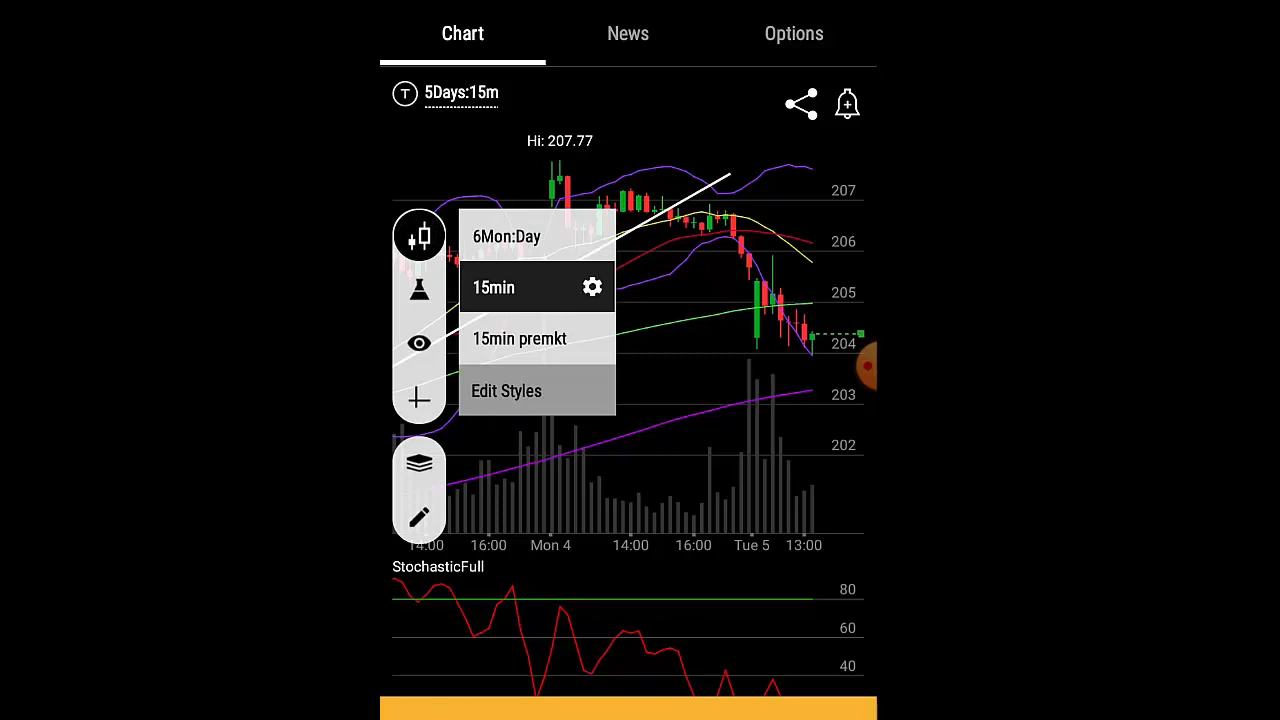 Chart News Options
T 5Days:15m
Hi: 207.77
207
6Mon:Day
206
15min
205
15min premkt
204
Edit Styles
203
202
14:00 16:00 Mon 4 14:00 16:00 Tue 5 13:00
StochasticFull
80
60
40